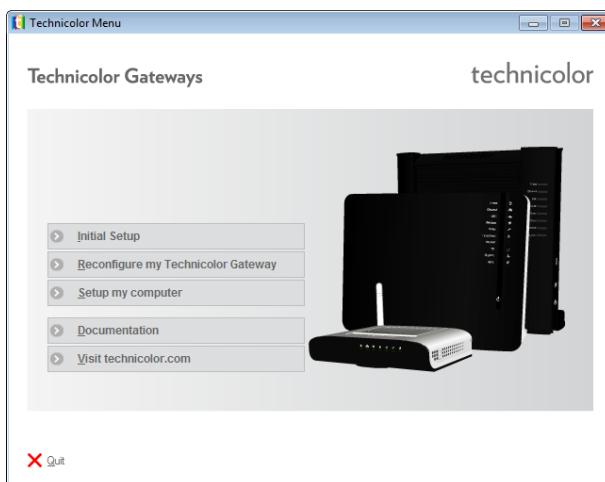 Technicolor Menu
Technicolor Gateways
technicolor
Initial Setup
Reconfigure my Technicolor Gateway
Setup my computer
Documentation
Visit technicolor.com
Quit